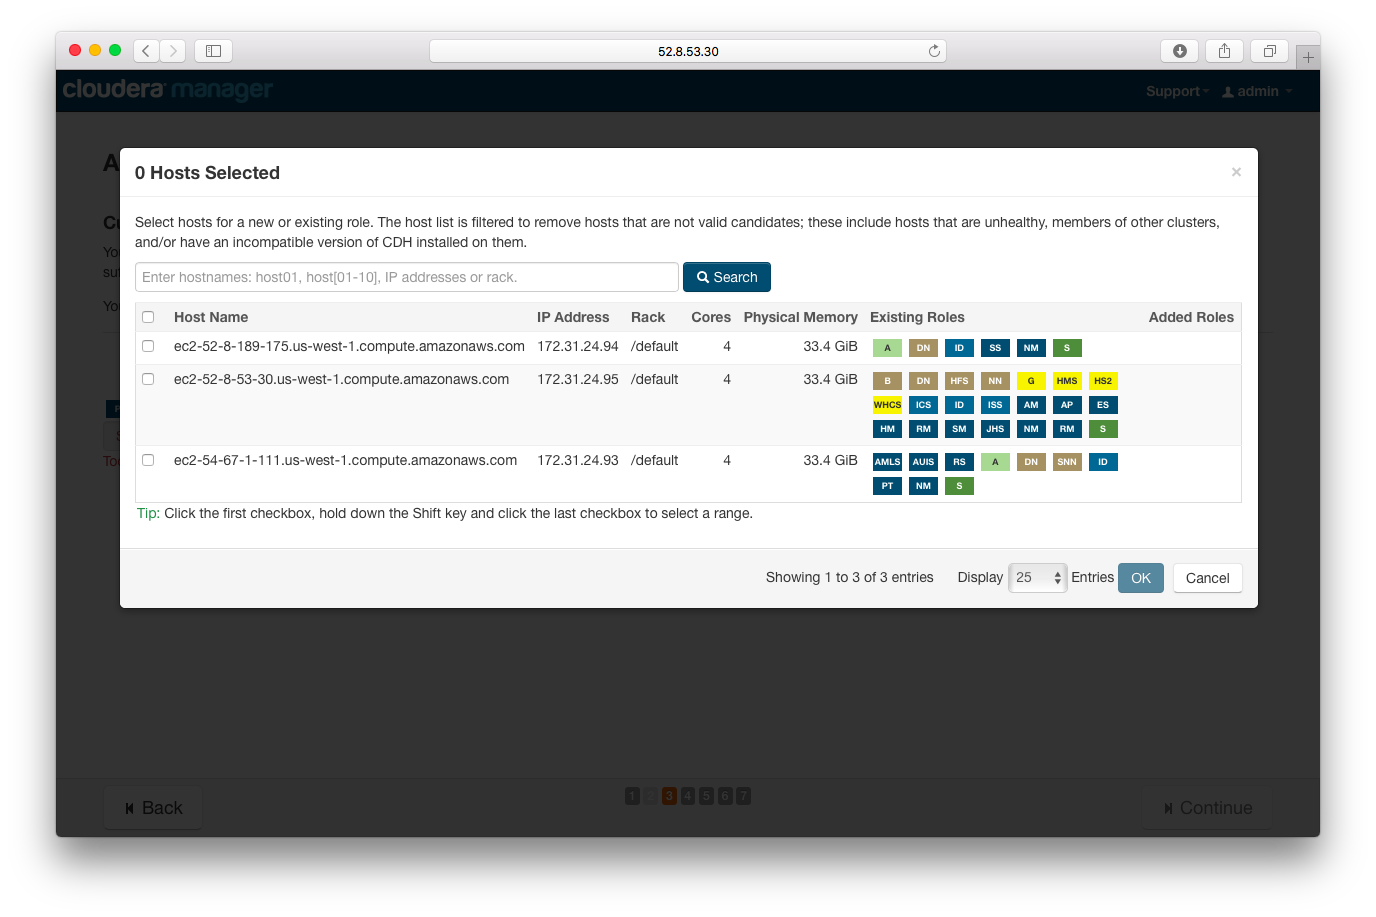 52.8.53.30
cloudera manager
Support
admin
A
0 Hosts Selected
×
Select hosts for a new or existing role. The host list is filtered to remove hosts that are not valid candidates; these include hosts that are unhealthy, members of other clusters,
and/or have an incompatible version of CDH installed on them.
Enter hostnames: host01, host[01-10], IP addresses or rack.
Search
Host Name IP Address Rack Cores Physical Memory Existing Roles Added Roles
ec2-52-8-189-175.us-west-1.compute.amazonaws.com 172.31.24.94 /default 4 33.4 GiB A DN ID SS NM S
ec2-52-8-53-30.us-west-1.compute.amazonaws.com 172.31.24.95 /default 4 33.4 GiB B DN HFS NN G HMS HS2
WHCS ICS ID ISS AM AP ES
HM RM SM JHS NM RM S
ec2-54-67-1-111.us-west-1.compute.amazonaws.com 172.31.24.93 /default 4 33.4 GiB AMLS AUIS RS A DN SNN ID
PT NM S
Tip: Click the first checkbox, hold down the Shift key and click the last checkbox to select a range.
Showing 1 to 3 of 3 entries Display 25 Entries OK Cancel
Back
1 2 3 4 5 6 7
Continue